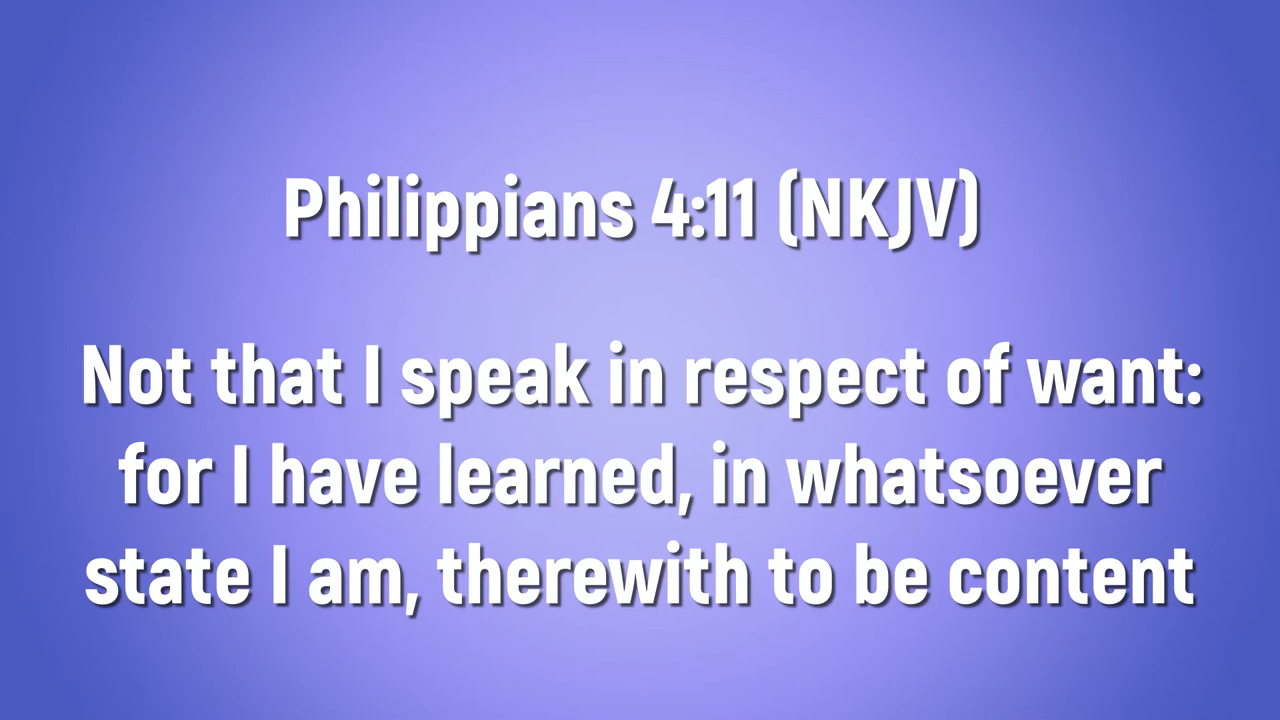 Philippians 4:11 (NKJV)
Not that I speak in respect of want:
for I have learned, in whatsoever
state I am, therewith to be content